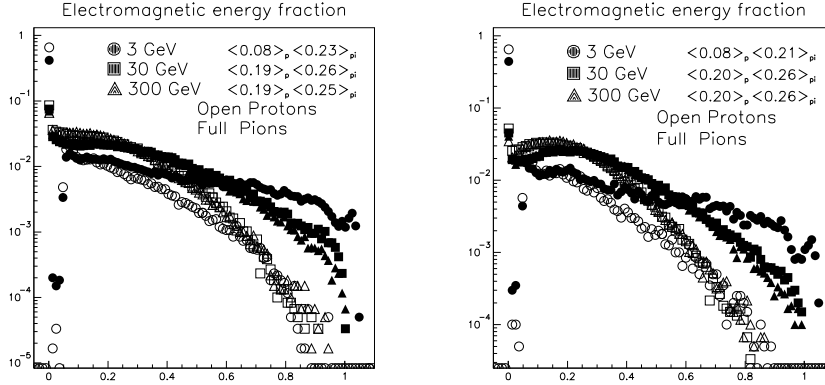 Electromagnetic energy fraction
1
3 GeV <0.08>p<0.23>pi
30 GeV <0.19>p<0.26>pi
300 GeV <0.19>p<0.25>pi
10^-1
Open Protons
Full Pions
10^-2
10^-3
10^-4
10^-5
0 0.2 0.4 0.6 0.8 1
Electromagnetic energy fraction
1
3 GeV <0.08>p<0.21>pi
30 GeV <0.20>p<0.26>pi
300 GeV <0.20>p<0.26>pi
10^-1
Open Protons
Full Pions
10^-2
10^-3
10^-4
0 0.2 0.4 0.6 0.8 1